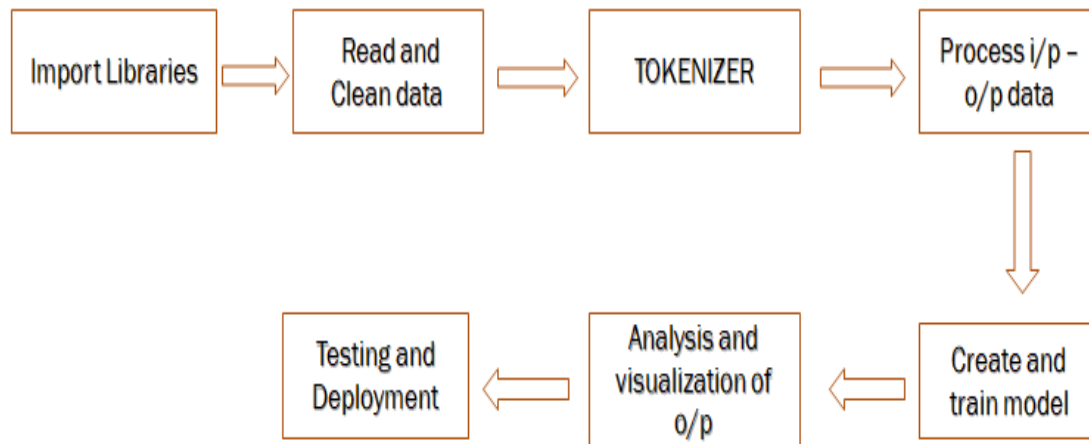 Import Libraries
Read and
Clean data
TOKENIZER
Process i/p –
o/p data
Create and
train model
Analysis and
visualization of
o/p
Testing and
Deployment